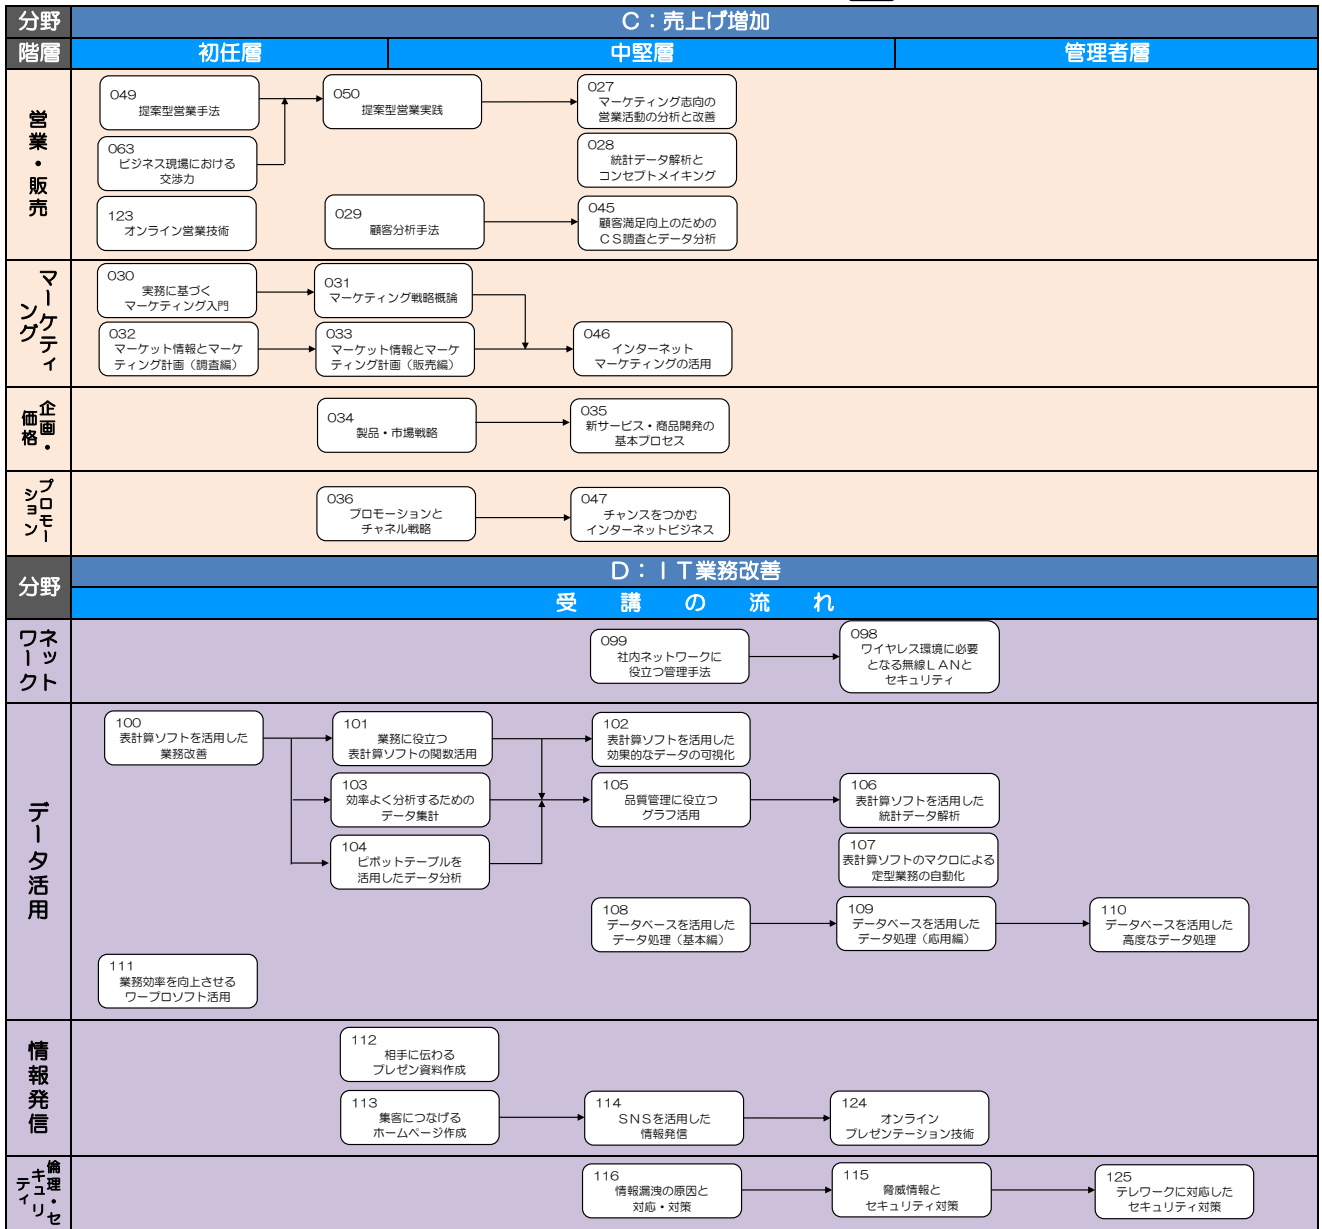 分野
C：売上げ増加
階層
初任層
中堅層
管理者層
営業・販売
049
提案型営業手法
050
提案型営業実践
027
マーケティング志向の
営業活動の分析と改善
063
ビジネス現場における
交渉力
028
統計データ解析と
コンセプトメイキング
123
オンライン営業技術
029
顧客分析手法
045
顧客満足向上のための
ＣＳ調査とデータ分析
マーケティ
ング
030
実務に基づく
マーケティング入門
031
マーケティング戦略概論
032
マーケット情報とマーケ
ティング計画（調査編）
033
マーケット情報とマーケ
ティング計画（販売編）
046
インターネット
マーケティングの活用
企画・
価格
034
製品・市場戦略
035
新サービス・商品開発の
基本プロセス
プロモー
ション
036
プロモーションと
チャネル戦略
047
チャンスをつかむ
インターネットビジネス
分野
D：ＩＴ業務改善
受講の流れ
ネット
ワーク
099
社内ネットワークに
役立つ管理手法
098
ワイヤレス環境に必要
となる無線ＬＡＮと
セキュリティ
データ活用
100
表計算ソフトを活用した
業務改善
101
業務に役立つ
表計算ソフトの関数活用
102
表計算ソフトを活用した
効果的なデータの可視化
103
効率よく分析するための
データ集計
105
品質管理に役立つ
グラフ活用
106
表計算ソフトを活用した
統計データ解析
104
ピボットテーブルを
活用したデータ分析
107
表計算ソフトのマクロによる
定型業務の自動化
108
データベースを活用した
データ処理（基本編）
109
データベースを活用した
データ処理（応用編）
110
データベースを活用した
高度なデータ処理
111
業務効率を向上させる
ワープロソフト活用
情報発信
112
相手に伝わる
プレゼン資料作成
113
集客につなげる
ホームページ作成
114
ＳＮＳを活用した
情報発信
124
オンライン
プレゼンテーション技術
倫理・セ
キュリ
ティ
116
情報漏洩の原因と
対応・対策
115
脅威情報と
セキュリティ対策
125
テレワークに対応した
セキュリティ対策